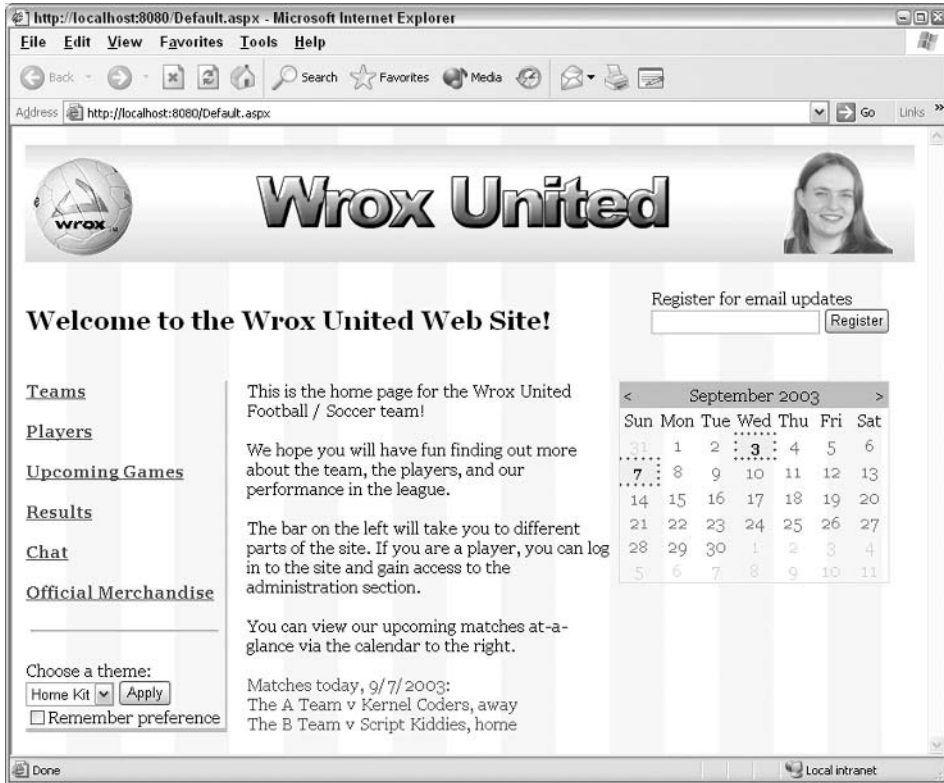 http://localhost:8080/Default.aspx - Microsoft Internet Explorer
File Edit View Favorites Tools Help
Back Search Favorites Media
Address http://localhost:8080/Default.aspx Go Links »
wrox
Wrox United
Welcome to the Wrox United Web Site!
Register for email updates
Register
Teams
Players
Upcoming Games
Results
Chat
Official Merchandise
Choose a theme:
Home Kit Apply
Remember preference
This is the home page for the Wrox United
Football / Soccer team!
We hope you will have fun finding out more
about the team, the players, and our
performance in the league.
The bar on the left will take you to different
parts of the site. If you are a player, you can log
in to the site and gain access to the
administration section.
You can view our upcoming matches at-a-
glance via the calendar to the right.
Matches today, 9/7/2003:
The A Team v Kernel Coders, away
The B Team v Script Kiddies, home
< September 2003 >
Sun Mon Tue Wed Thu Fri Sat
31 1 2 3 4 5 6
7 8 9 10 11 12 13
14 15 16 17 18 19 20
21 22 23 24 25 26 27
28 29 30 1 2 3 4
5 6 7 8 9 10 11
Done
Local intranet